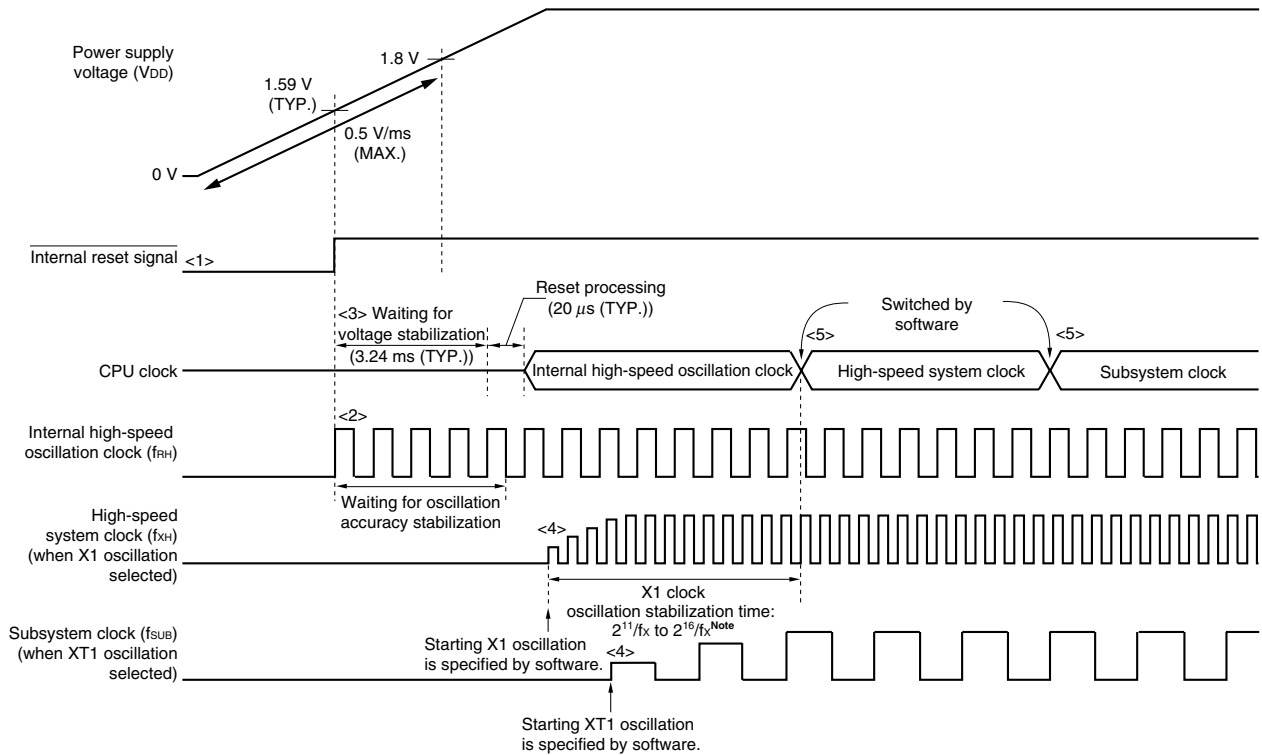 Power supply
voltage (VDD)
1.8 V
1.59 V
(TYP.)
0.5 V/ms
(MAX.)
0 V
Internal reset signal
<1>
Reset processing
(20 μs (TYP.))
<3> Waiting for
voltage stabilization
(3.24 ms (TYP.))
Switched by
software
<5>
<5>
CPU clock
Internal high-speed oscillation clock
High-speed system clock
Subsystem clock
<2>
Internal high-speed
oscillation clock (fRH)
Waiting for oscillation
accuracy stabilization
High-speed
system clock (fXH)
(when X1 oscillation
selected)
<4>
X1 clock
oscillation stabilization time:
2^11/fX to 2^16/fX^Note
Starting X1 oscillation
is specified by software.
Subsystem clock (fSUB)
(when XT1 oscillation
selected)
<4>
Starting XT1 oscillation
is specified by software.